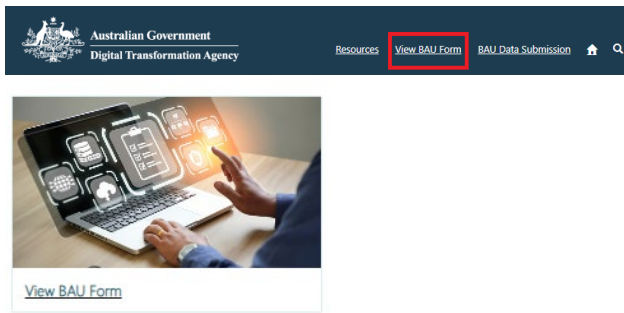 Australian Government
Digital Transformation Agency
Resources View BAU Form BAU Data Submission
View BAU Form